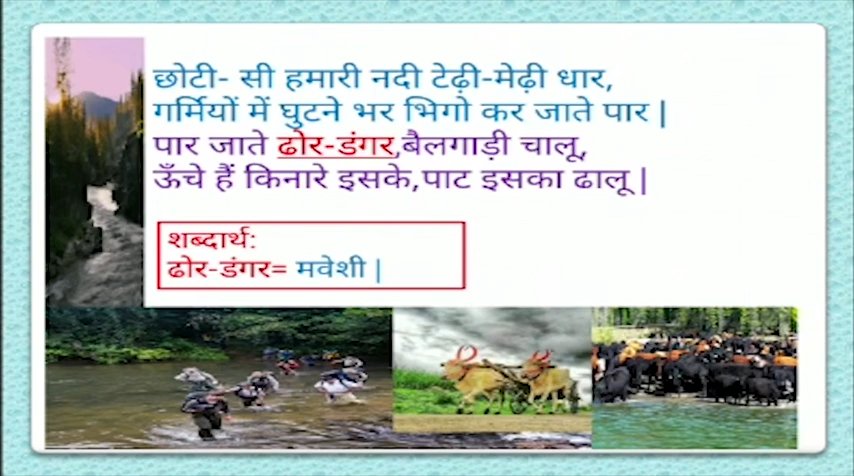 छोटी- सी हमारी नदी टेढ़ी-मेढ़ी धार,
गर्मियों में घुटने भर भिगो कर जाते पार |
पार जाते ढोर-डंगर,बैलगाड़ी चालू,
ऊँचे हैं किनारे इसके,पाट इसका ढालू |
शब्दार्थ:
ढोर-डंगर= मवेशी |